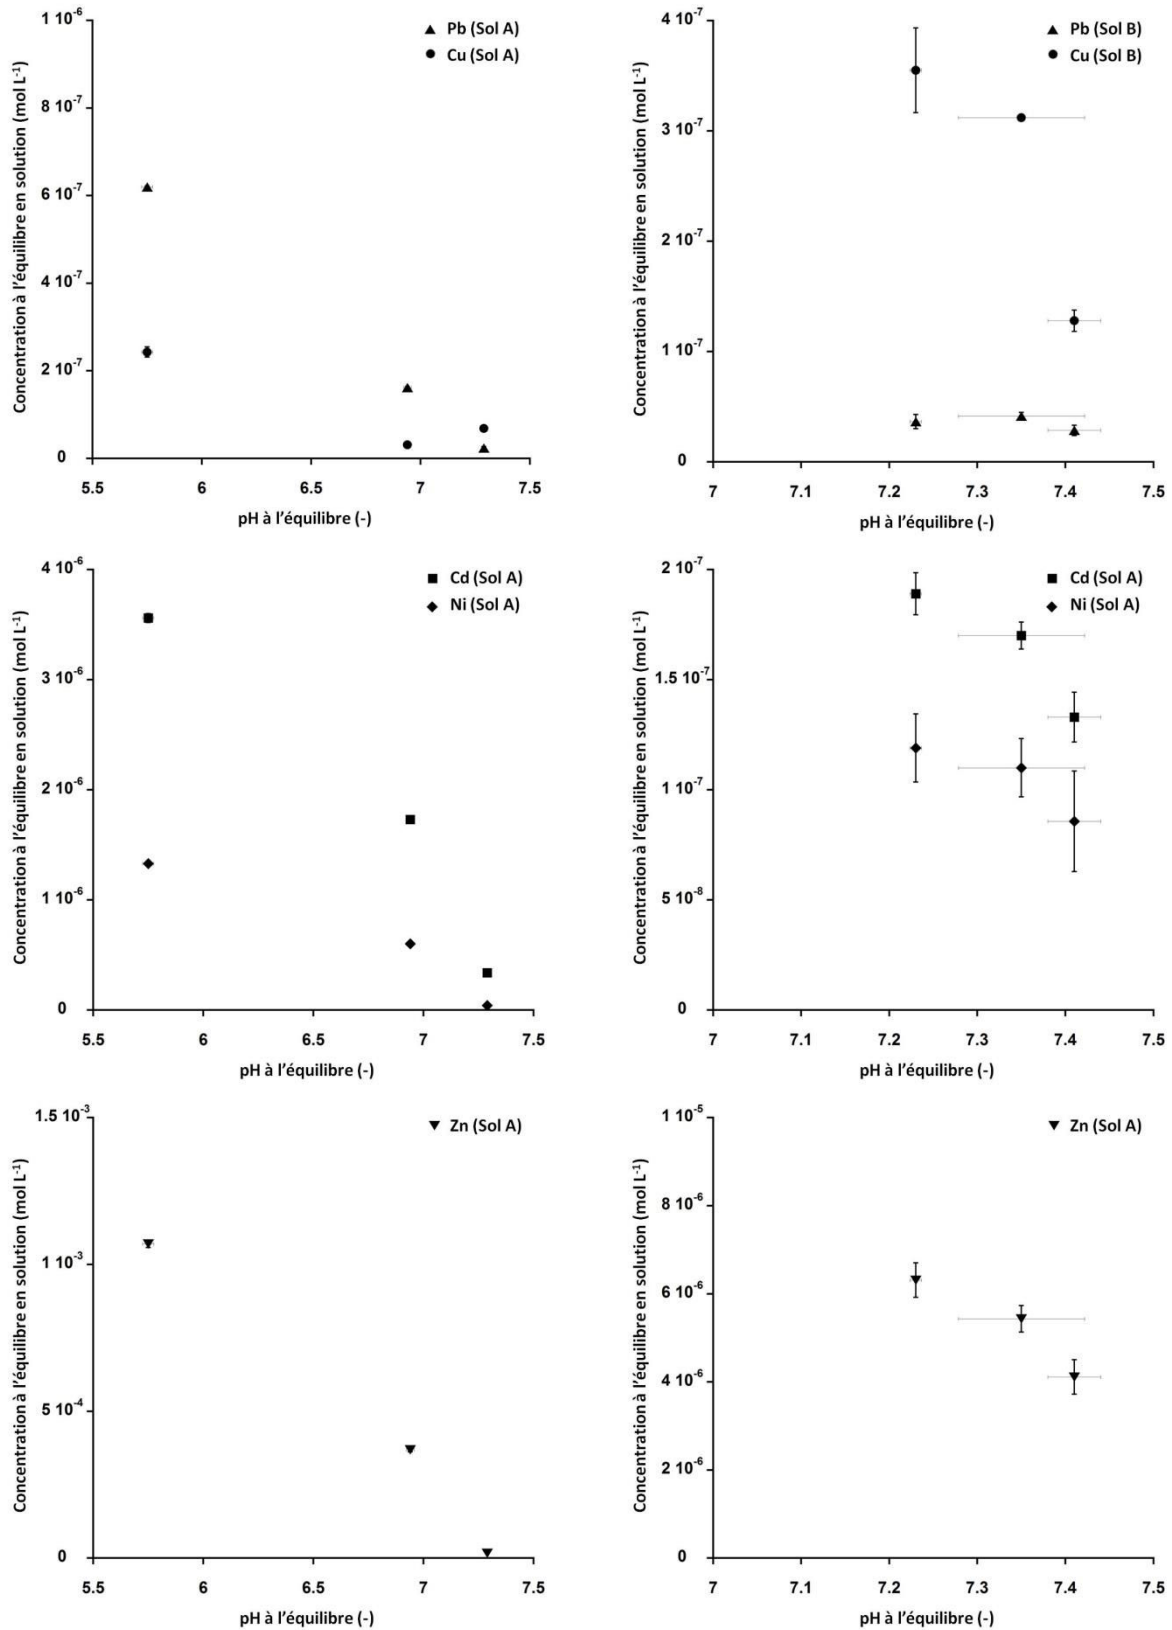 Concentration à l'équilibre en solution (mol L⁻¹)
1 10⁻⁶
8 10⁻⁷
6 10⁻⁷
4 10⁻⁷
2 10⁻⁷
0
5.5 6 6.5 7 7.5
pH à l'équilibre (-)
Pb (Sol A)
Cu (Sol A)
Concentration à l'équilibre en solution (mol L⁻¹)
4 10⁻⁷
3 10⁻⁷
2 10⁻⁷
1 10⁻⁷
0
7 7.1 7.2 7.3 7.4 7.5
pH à l'équilibre (-)
Pb (Sol B)
Cu (Sol B)
Concentration à l'équilibre en solution (mol L⁻¹)
4 10⁻⁶
3 10⁻⁶
2 10⁻⁶
1 10⁻⁶
0
5.5 6 6.5 7 7.5
pH à l'équilibre (-)
Cd (Sol A)
Ni (Sol A)
Concentration à l'équilibre en solution (mol L⁻¹)
2 10⁻⁷
1.5 10⁻⁷
1 10⁻⁷
5 10⁻⁸
0
7 7.1 7.2 7.3 7.4 7.5
pH à l'équilibre (-)
Cd (Sol A)
Ni (Sol A)
Concentration à l'équilibre en solution (mol L⁻¹)
1.5 10⁻³
1 10⁻³
5 10⁻⁴
0
5.5 6 6.5 7 7.5
pH à l'équilibre (-)
Zn (Sol A)
Concentration à l'équilibre en solution (mol L⁻¹)
1 10⁻⁵
8 10⁻⁶
6 10⁻⁶
4 10⁻⁶
2 10⁻⁶
0
7 7.1 7.2 7.3 7.4 7.5
pH à l'équilibre (-)
Zn (Sol A)